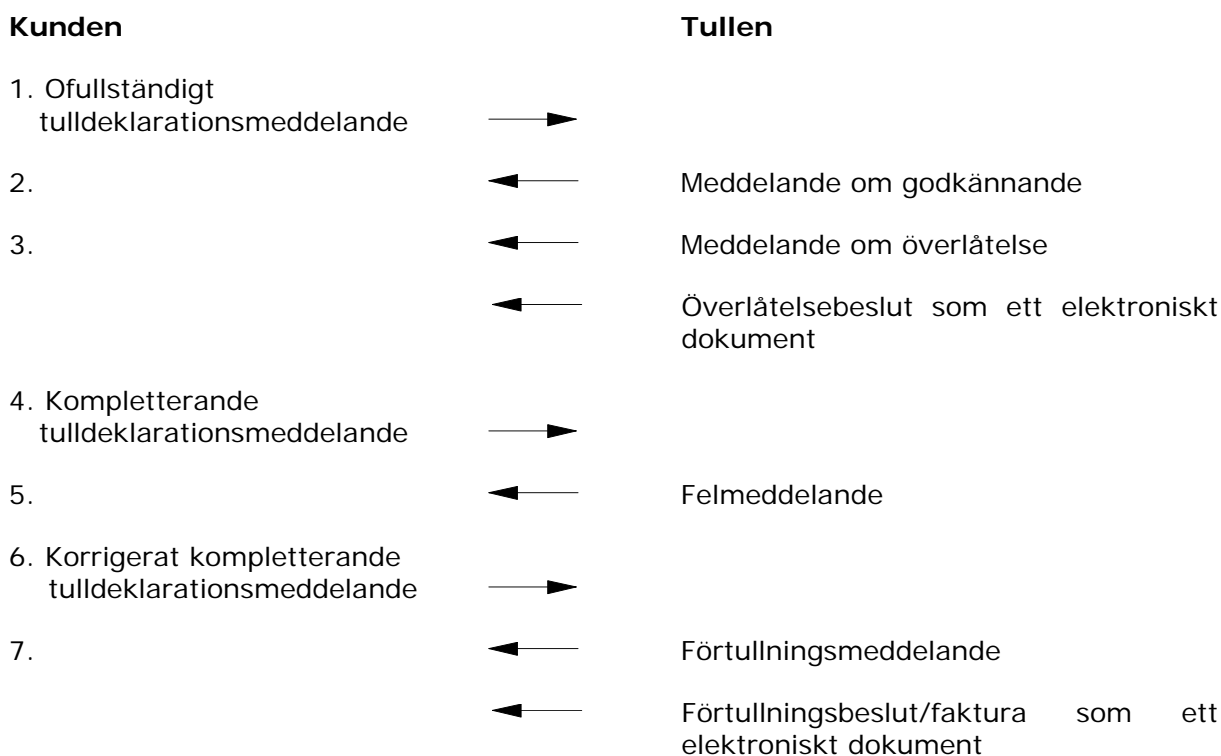 Kunden Tullen
1. Ofullständigt
tulldeklarationsmeddelande
2. Meddelande om godkännande
3. Meddelande om överlåtelse
Överlåtelsebeslut som ett elektroniskt
dokument
4. Kompletterande
tulldeklarationsmeddelande
5. Felmeddelande
6. Korrigerat kompletterande
tulldeklarationsmeddelande
7. Förtullningsmeddelande
Förtullningsbeslut/faktura som ett
elektroniskt dokument